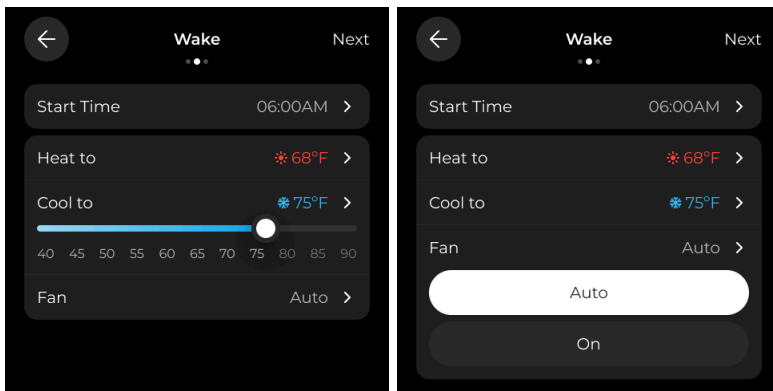 Wake Next
Start Time 06:00AM
Heat to 68°F
Cool to 75°F
40 45 50 55 60 65 70 75 80 85 90
Fan Auto
Wake Next
Start Time 06:00AM
Heat to 68°F
Cool to 75°F
Fan Auto
Auto
On